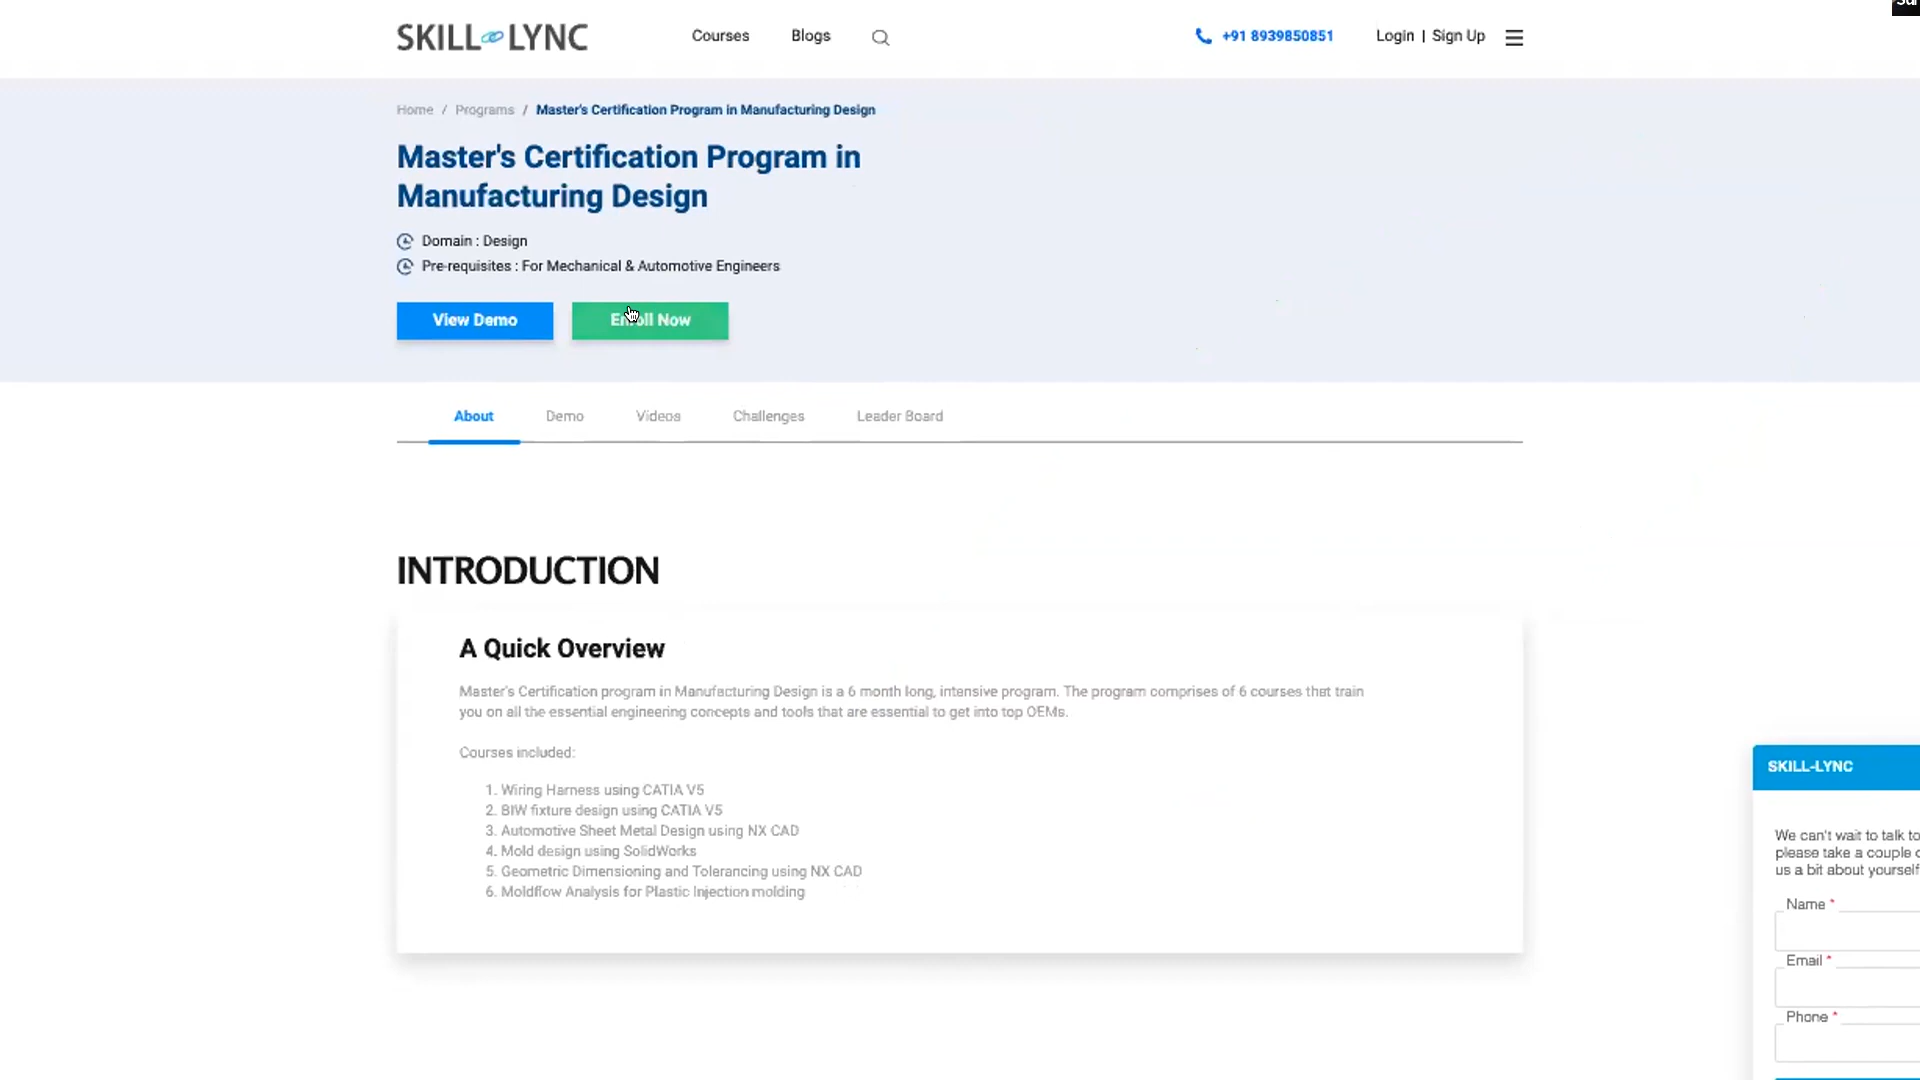 SKILL LYNC
Courses
Blogs
+91 8939850851
Login | Sign Up
Home / Programs / Master's Certification Program in Manufacturing Design
Master's Certification Program in
Manufacturing Design
Domain : Design
Pre-requisites : For Mechanical & Automotive Engineers
View Demo
Enroll Now
About
Demo
Videos
Challenges
Leader Board
INTRODUCTION
A Quick Overview
Master's Certification program in Manufacturing Design is a 6 month long, intensive program. The program comprises of 6 courses that train
you on all the essential engineering concepts and tools that are essential to get into top OEMs.
Courses included:
1. Wiring Harness using CATIA V5
2. BIW fixture design using CATIA V5
3. Automotive Sheet Metal Design using NX CAD
4. Mold design using SolidWorks
5. Geometric Dimensioning and Tolerancing using NX CAD
6. Moldflow Analysis for Plastic Injection molding
SKILL-LYNC
We can't wait to talk to
please take a couple
us a bit about yourself
Name *
Email *
Phone *